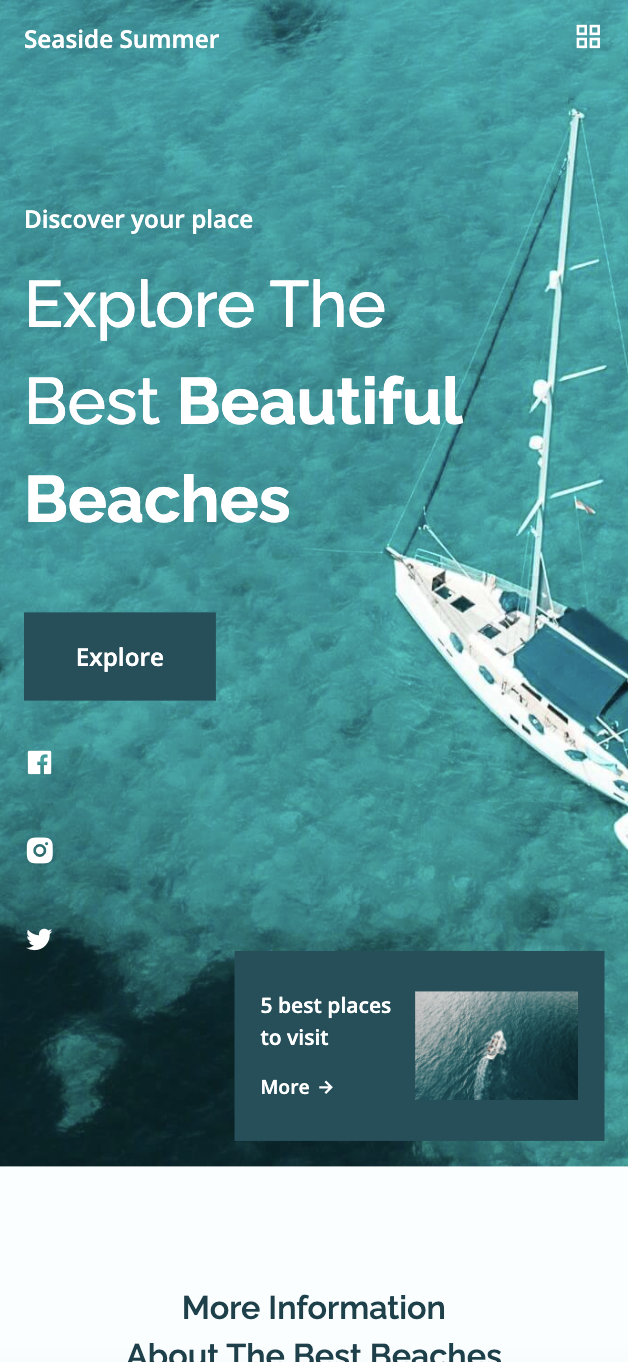 Seaside Summer
Discover your place
Explore The
Best Beautiful
Beaches
Explore
5 best places
to visit
More →
More Information
About The Best Beaches